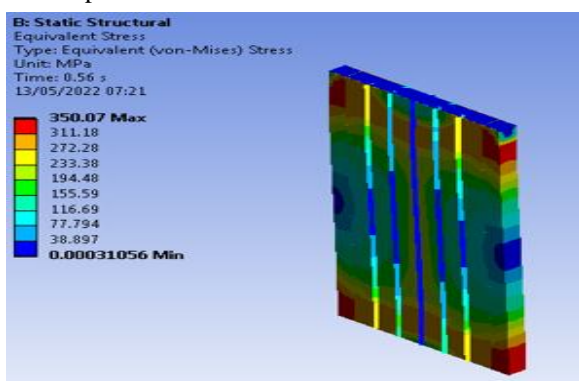 B: Static Structural
Equivalent Stress
Type: Equivalent (von-Mises) Stress
Unit: MPa
Time: 0.56 s
13/05/2022 07:21
350.07 Max
311.18
272.28
233.38
194.48
155.59
116.69
77.794
38.897
0.00031056 Min